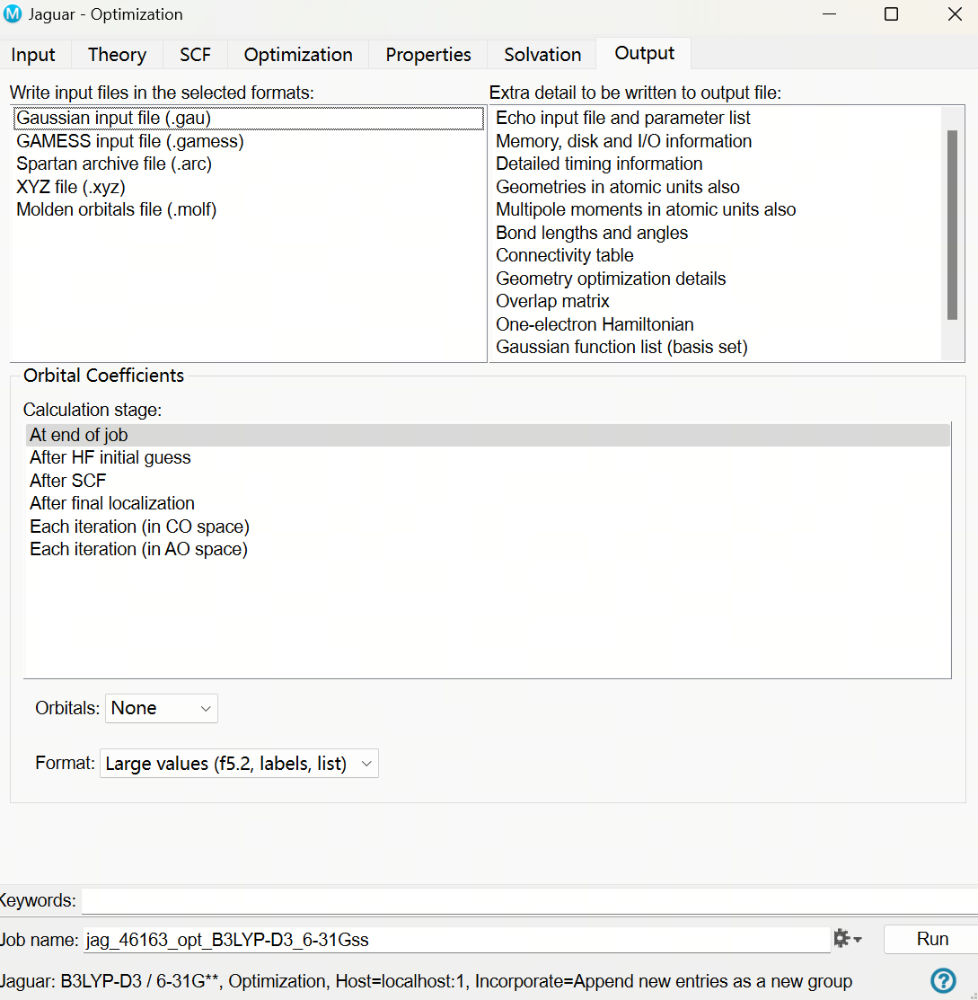 Jaguar - Optimization
Input Theory SCF Optimization Properties Solvation Output
Write input files in the selected formats:
Gaussian input file (.gau)
GAMESS input file (.gamess)
Spartan archive file (.arc)
XYZ file (.xyz)
Molden orbitals file (.molf)
Extra detail to be written to output file:
Echo input file and parameter list
Memory, disk and I/O information
Detailed timing information
Geometries in atomic units also
Multipole moments in atomic units also
Bond lengths and angles
Connectivity table
Geometry optimization details
Overlap matrix
One-electron Hamiltonian
Gaussian function list (basis set)
Orbital Coefficients
Calculation stage:
At end of job
After HF initial guess
After SCF
After final localization
Each iteration (in CO space)
Each iteration (in AO space)
Orbitals: None
Format: Large values (f5.2, labels, list)
Keywords:
Job name: jag_46163_opt_B3LYP-D3_6-31Gss
Run
Jaguar: B3LYP-D3 / 6-31G**, Optimization, Host=localhost:1, Incorporate=Append new entries as a new group